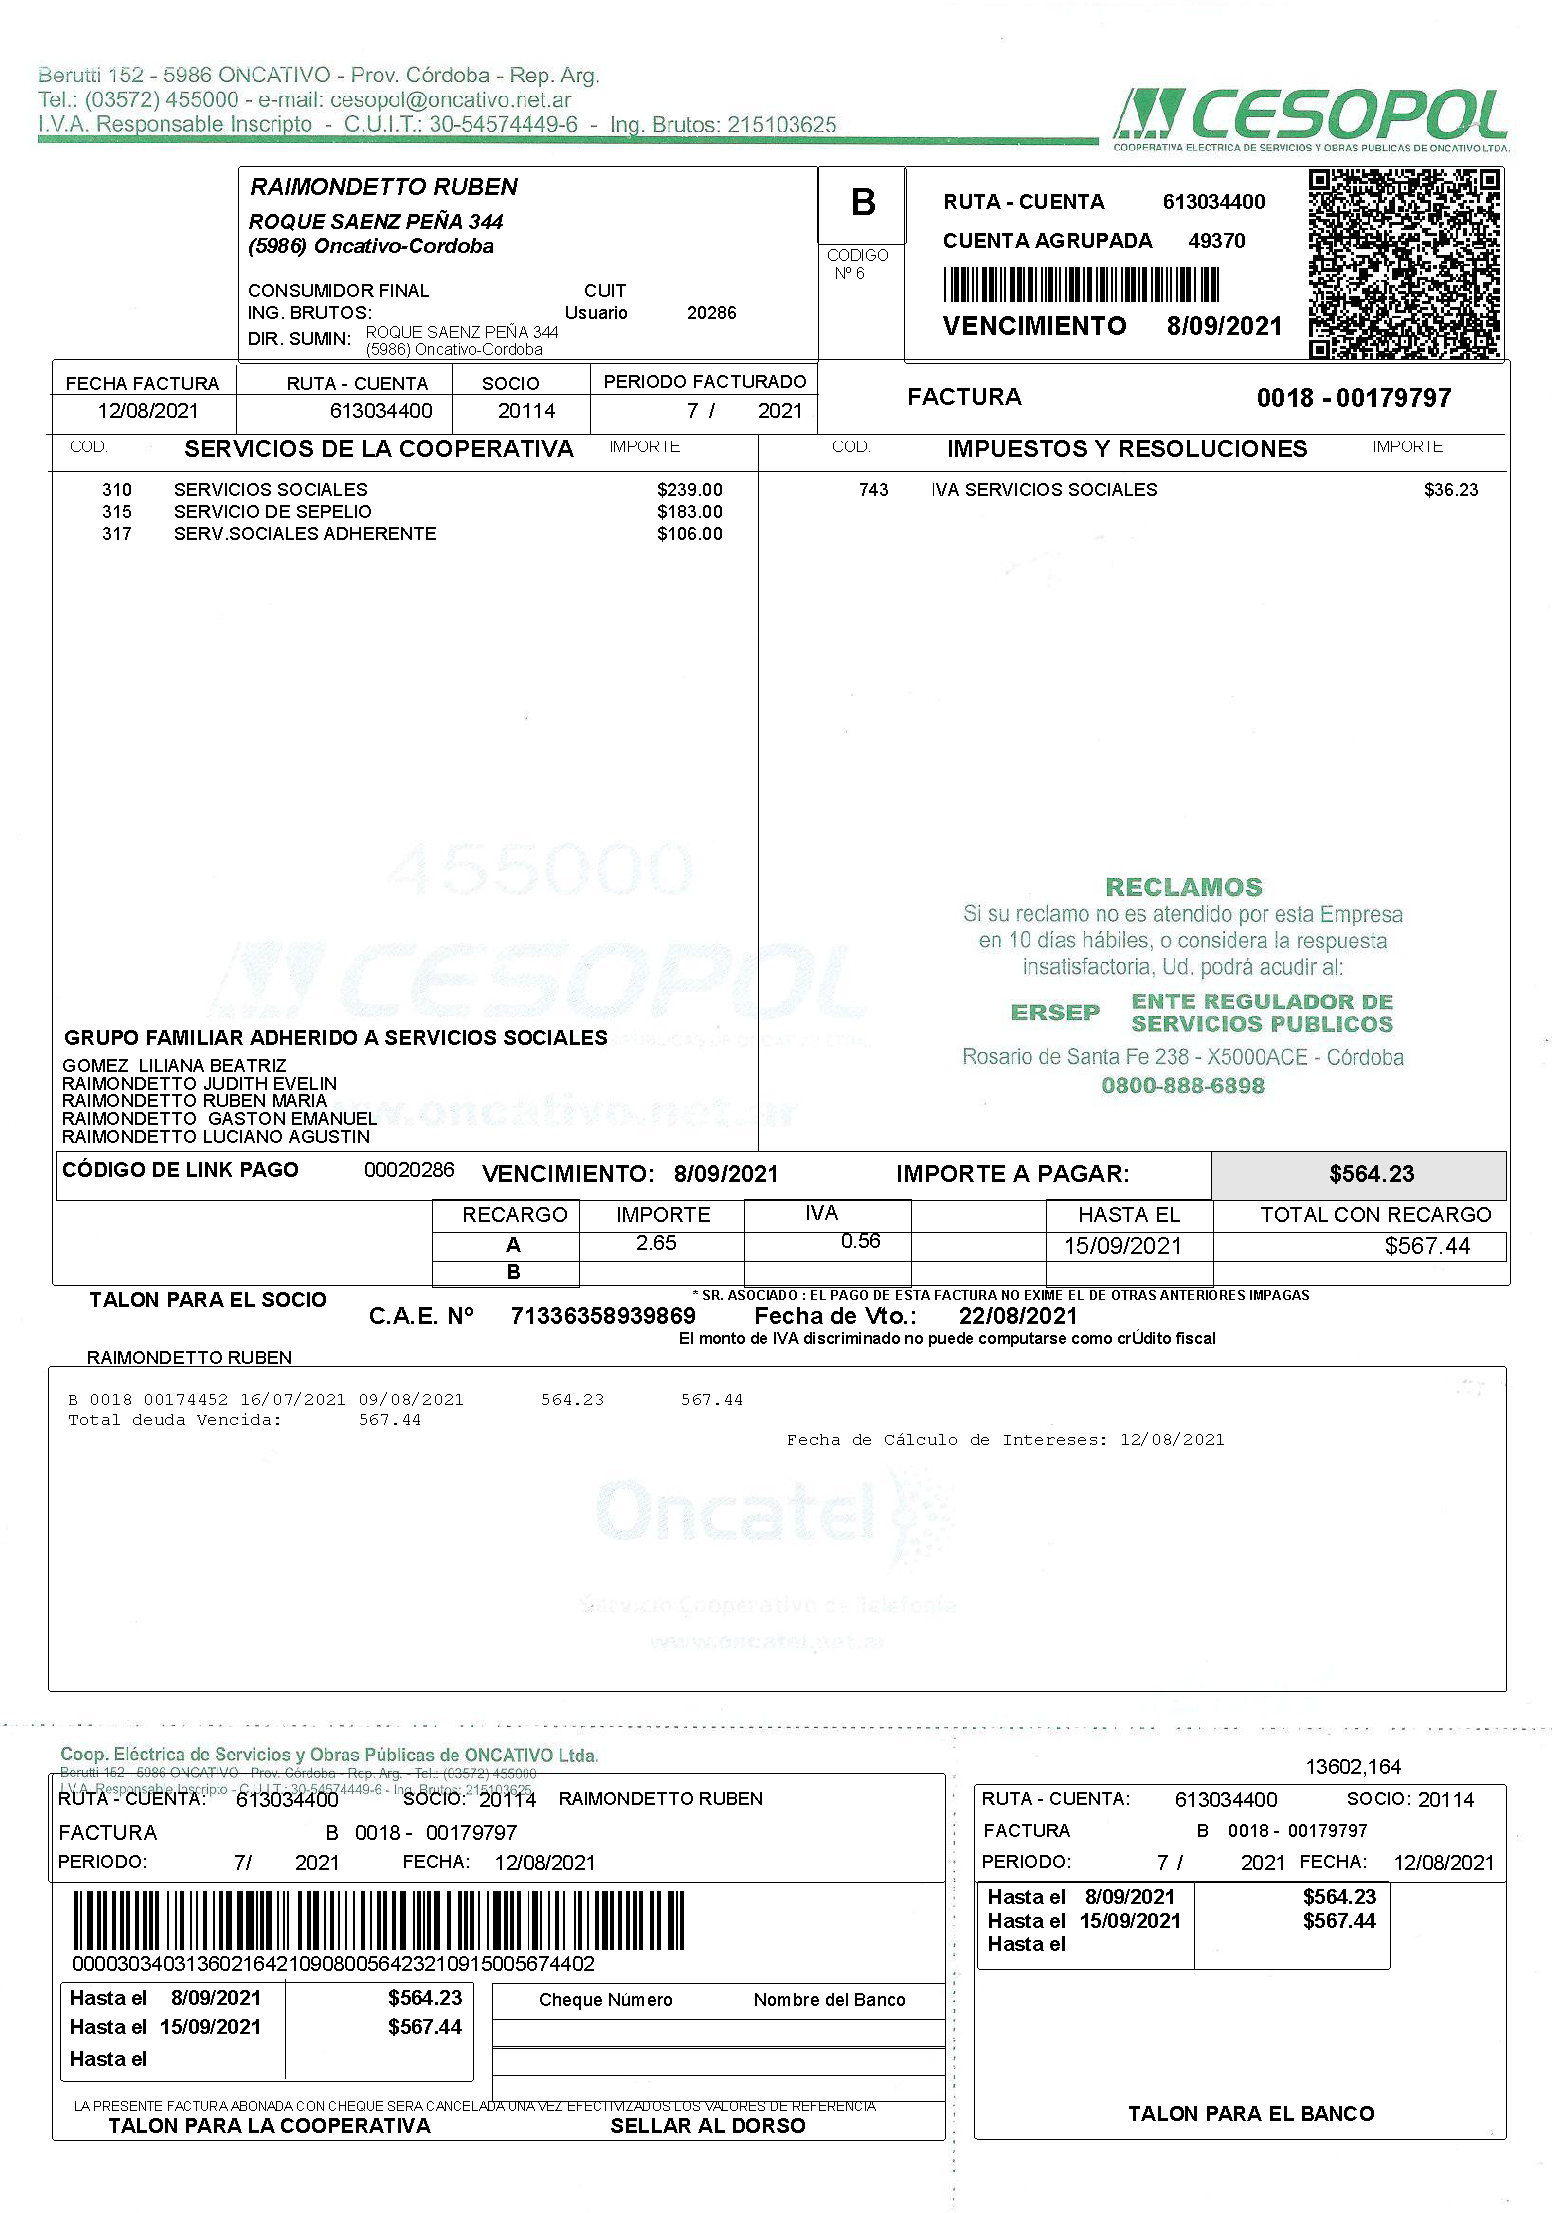 Berutti 152 - 5986 ONCATIVO - Prov. Córdoba - Rep. Arg.
Tel.: (03572) 455000 - e-mail: cesopol@oncativo.net.ar
I.V.A. Responsable Inscripto - C.U.I.T.: 30-54574449-6 - Ing. Brutos: 215103625
CESOPOL
COOPERATIVA ELECTRICA DE SERVICIOS Y OBRAS PUBLICAS DE ONCATIVO LTDA.
RAIMONDETTO RUBEN
ROQUE SAENZ PEÑA 344
(5986) Oncativo-Cordoba
CONSUMIDOR FINAL CUIT
ING. BRUTOS: Usuario 20286
DIR. SUMIN: ROQUE SAENZ PEÑA 344
(5986) Oncativo-Cordoba
B
CODIGO
Nº 6
RUTA - CUENTA 613034400
CUENTA AGRUPADA 49370
VENCIMIENTO 8/09/2021
FECHA FACTURA RUTA - CUENTA SOCIO PERIODO FACTURADO
12/08/2021 613034400 20114 7 / 2021
FACTURA 0018 - 00179797
COD. SERVICIOS DE LA COOPERATIVA IMPORTE COD. IMPUESTOS Y RESOLUCIONES IMPORTE
310 SERVICIOS SOCIALES $239.00 743 IVA SERVICIOS SOCIALES $36.23
315 SERVICIO DE SEPELIO $183.00
317 SERV.SOCIALES ADHERENTE $106.00
455000
CESOPOL
www.oncativo.net.ar
RECLAMOS
Si su reclamo no es atendido por esta Empresa
en 10 días hábiles, o considera la respuesta
insatisfactoria, Ud. podrá acudir al:
ERSEP ENTE REGULADOR DE
SERVICIOS PUBLICOS
Rosario de Santa Fe 238 - X5000ACE - Córdoba
0800-888-6898
GRUPO FAMILIAR ADHERIDO A SERVICIOS SOCIALES
GOMEZ LILIANA BEATRIZ
RAIMONDETTO JUDITH EVELIN
RAIMONDETTO RUBEN MARIA
RAIMONDETTO GASTON EMANUEL
RAIMONDETTO LUCIANO AGUSTIN
CÓDIGO DE LINK PAGO 00020286 VENCIMIENTO: 8/09/2021 IMPORTE A PAGAR: $564.23
RECARGO IMPORTE IVA HASTA EL TOTAL CON RECARGO
A 2.65 0.56 15/09/2021 $567.44
B
TALON PARA EL SOCIO
* SR. ASOCIADO : EL PAGO DE ESTA FACTURA NO EXIME EL DE OTRAS ANTERIORES IMPAGAS
C.A.E. Nº 71336358939869 Fecha de Vto.: 22/08/2021
El monto de IVA discriminado no puede computarse como crÚdito fiscal
RAIMONDETTO RUBEN
B 0018 00174452 16/07/2021 09/08/2021 564.23 567.44
Total deuda Vencida: 567.44
Fecha de Cálculo de Intereses: 12/08/2021
Oncatel
Servicio Cooperativo de Telefonía
www.oncatel.net.ar
Coop. Eléctrica de Servicios y Obras Públicas de ONCATIVO Ltda.
Berutti 152 - 5986 ONCATIVO - Prov. Córdoba - Rep. Arg. - Tel.: (03572) 455000
I.V.A. Responsable Inscripto - C.U.I.T.: 30-54574449-6 - Ing. Brutos: 215103625
RUTA - CUENTA: 613034400 SOCIO: 20114 RAIMONDETTO RUBEN
FACTURA B 0018 - 00179797
PERIODO: 7/ 2021 FECHA: 12/08/2021
0000303403136021642109080056423210915005674402
Hasta el 8/09/2021 $564.23
Hasta el 15/09/2021 $567.44
Hasta el
Cheque Número Nombre del Banco
LA PRESENTE FACTURA ABONADA CON CHEQUE SERA CANCELADA UNA VEZ EFECTIVIZADOS LOS VALORES DE REFERENCIA
TALON PARA LA COOPERATIVA SELLAR AL DORSO
13602,164
RUTA - CUENTA: 613034400 SOCIO: 20114
FACTURA B 0018 - 00179797
PERIODO: 7 / 2021 FECHA: 12/08/2021
Hasta el 8/09/2021 $564.23
Hasta el 15/09/2021 $567.44
Hasta el
TALON PARA EL BANCO